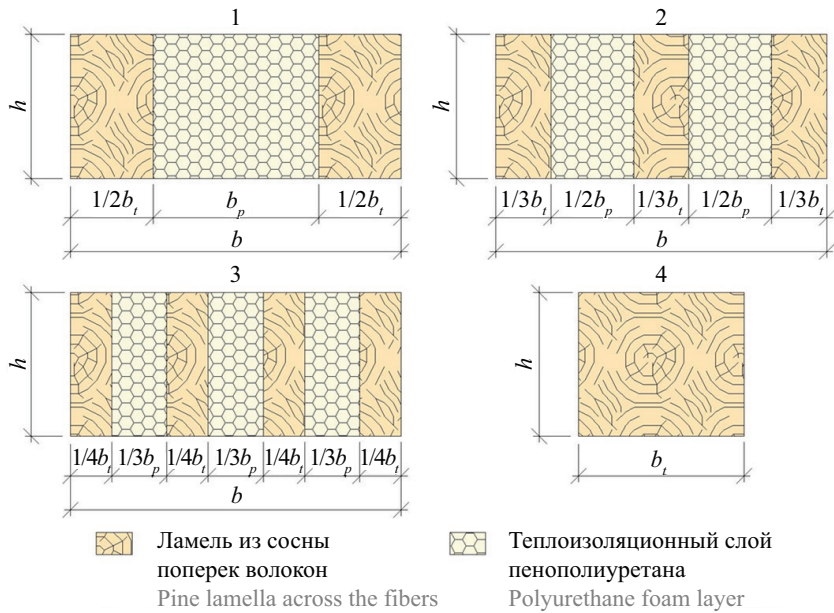 1
h
1/2b_t
b_p
1/2b_t
b
2
h
1/3b_t
1/2b_p
1/3b_t
1/2b_p
1/3b_t
b
3
h
1/4b_t
1/3b_p
1/4b_t
1/3b_p
1/4b_t
1/3b_p
1/4b_t
b
4
h
b_t
Ламель из сосны
поперек волокон
Pine lamella across the fibers
Теплоизоляционный слой
пенополиуретана
Polyurethane foam layer